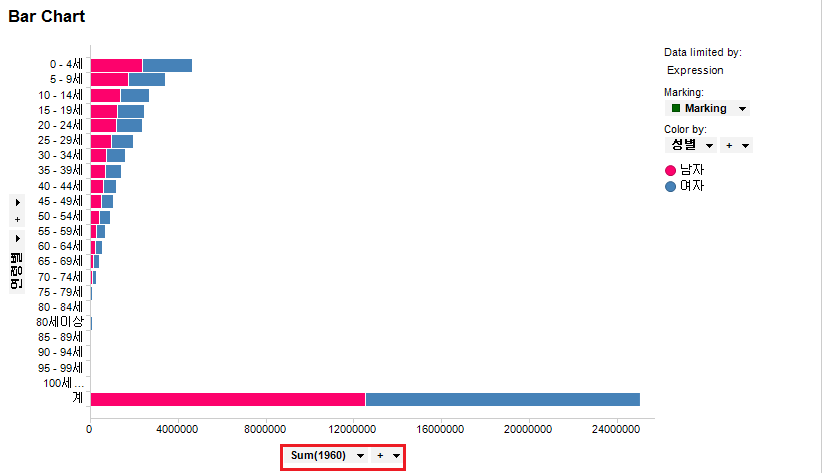 Bar Chart
0 - 4세
5 - 9세
10 - 14세
15 - 19세
20 - 24세
25 - 29세
30 - 34세
35 - 39세
40 - 44세
45 - 49세
50 - 54세
55 - 59세
60 - 64세
65 - 69세
70 - 74세
75 - 79세
80 - 84세
80세이상
85 - 89세
90 - 94세
95 - 99세
100세 ...
계
+
연령별
0 4000000 8000000 12000000 16000000 20000000 24000000
Sum(1960) +
Data limited by:
Expression
Marking:
Marking
Color by:
성별 +
남자
여자